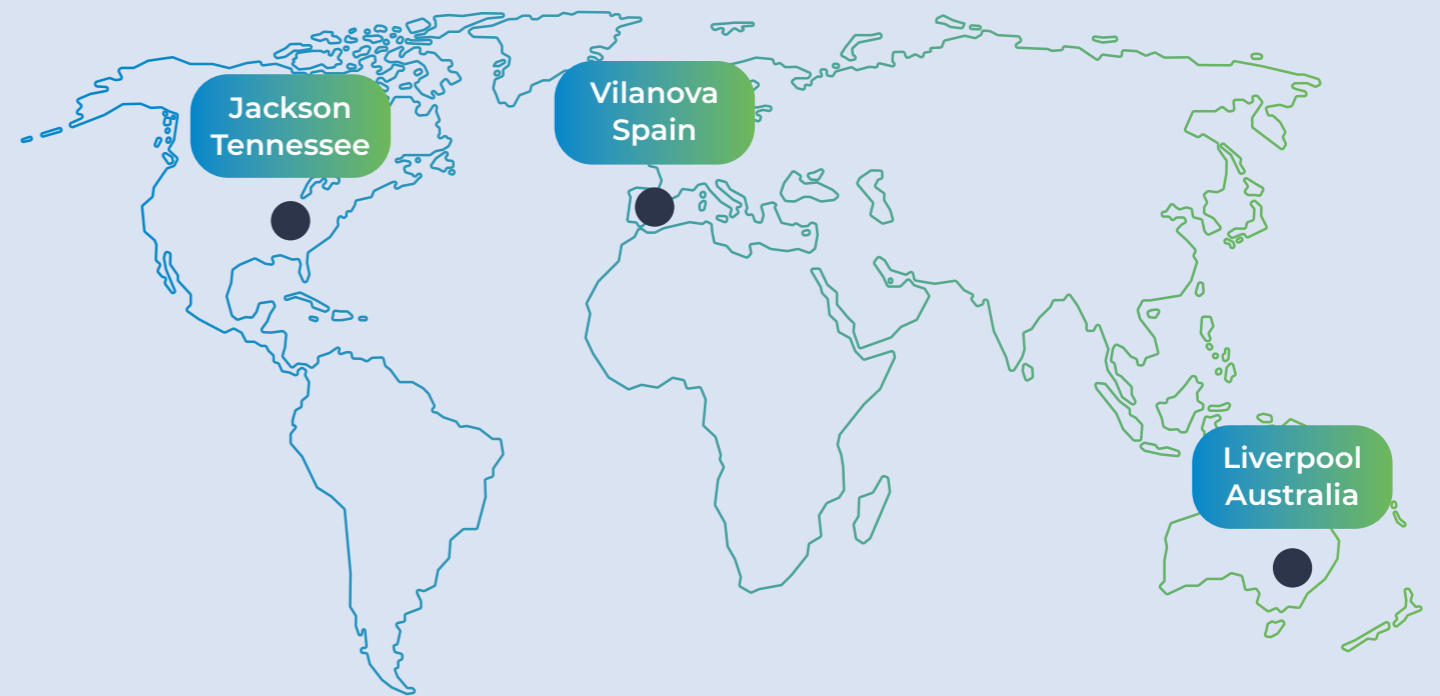 Jackson
Tennessee
Vilanova
Spain
Liverpool
Australia